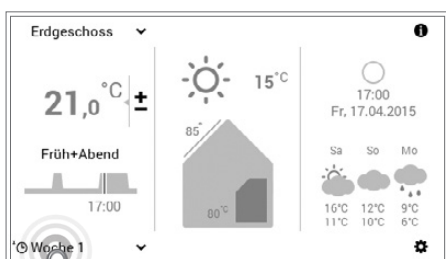 Erdgeschoss
21,0°C ±
Früh+Abend
17:00
Woche 1
15°C
85°
80°C
17:00
Fr, 17.04.2015
Sa So Mo
16°C 12°C 9°C
11°C 10°C 6°C